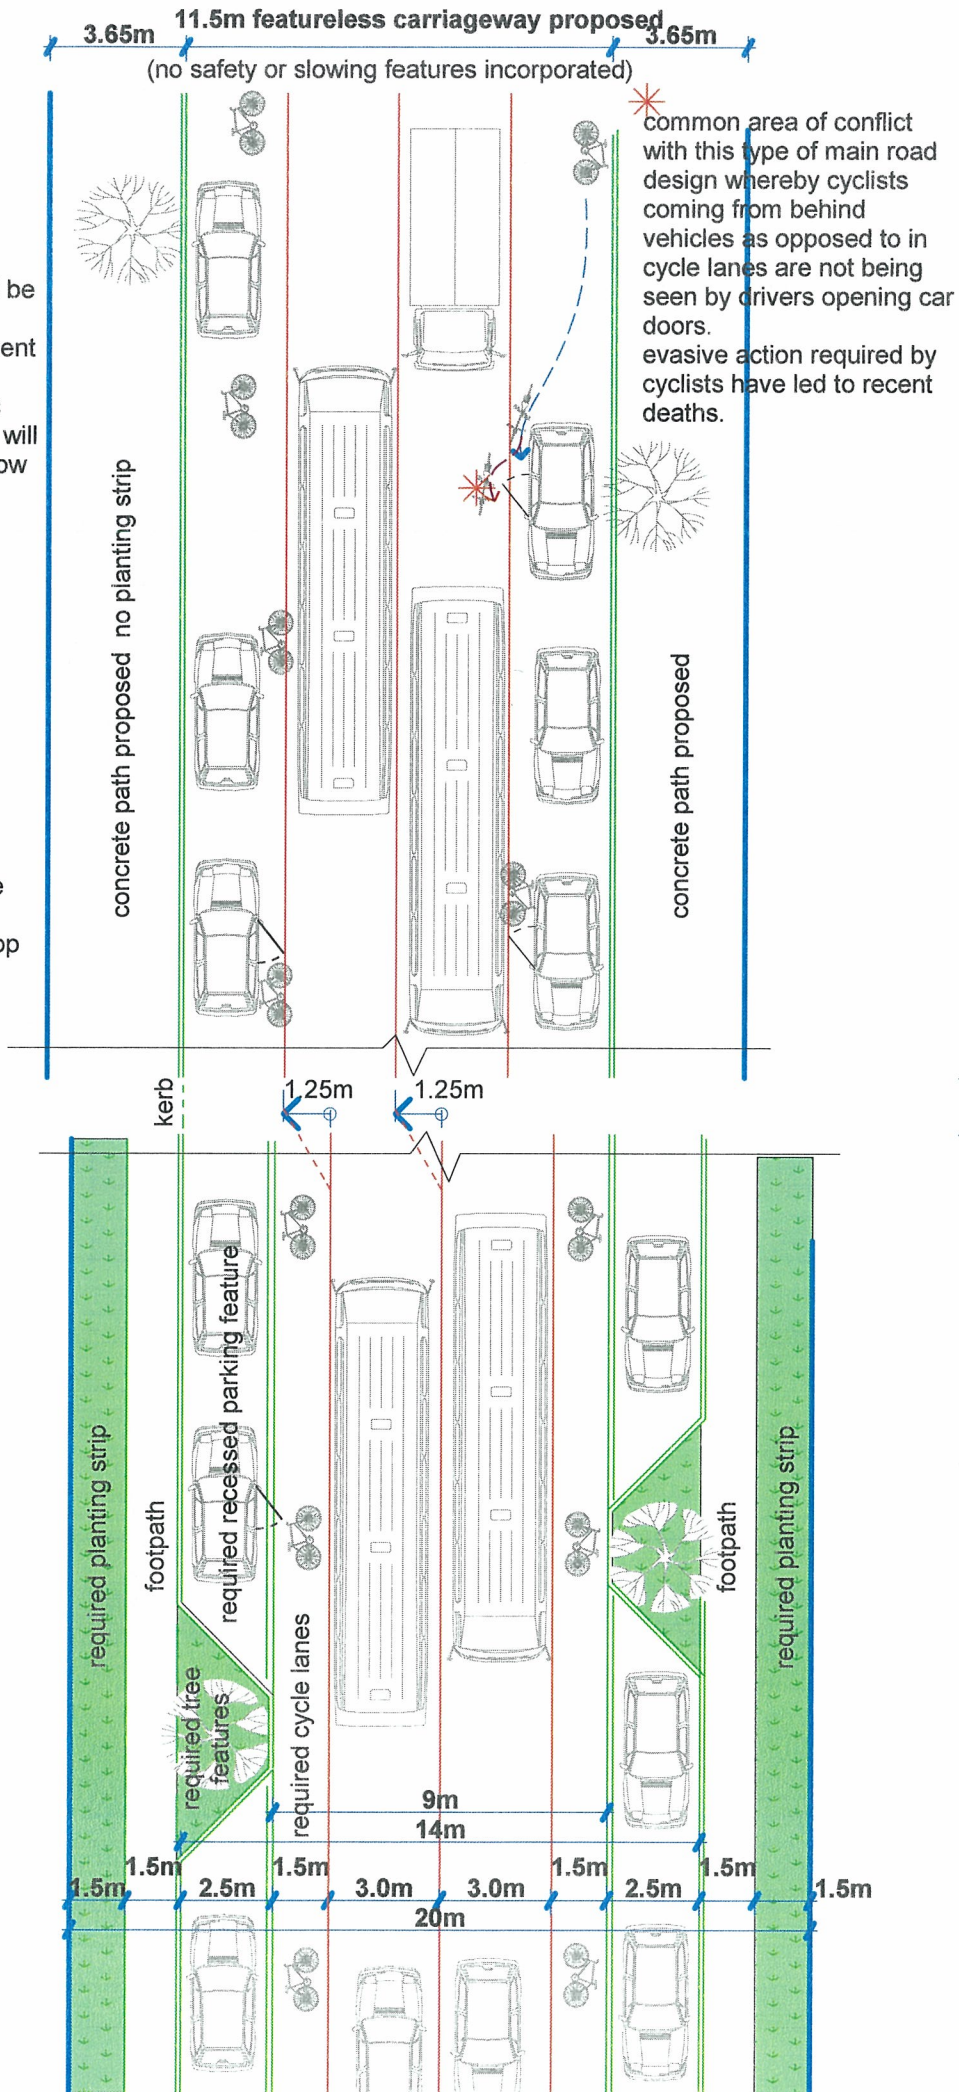 11.5m featureless carriageway proposed
3.65m
3.65m
(no safety or slowing features incorporated)
common area of conflict
with this type of main road
design whereby cyclists
coming from behind
vehicles as opposed to in
cycle lanes are not being
seen by drivers opening car
doors.
evasive action required by
cyclists have led to recent
deaths.
be
ent
will
ow
e
op
concrete path proposed no planting strip
concrete path proposed
kerb
1.25m
1.25m
required planting strip
footpath
required recessed parking feature
required tree
features
required cycle lanes
footpath
required planting strip
9m
14m
1.5m
1.5m
1.5m
1.5m
1.5m
2.5m
3.0m
3.0m
2.5m
1.5m
20m